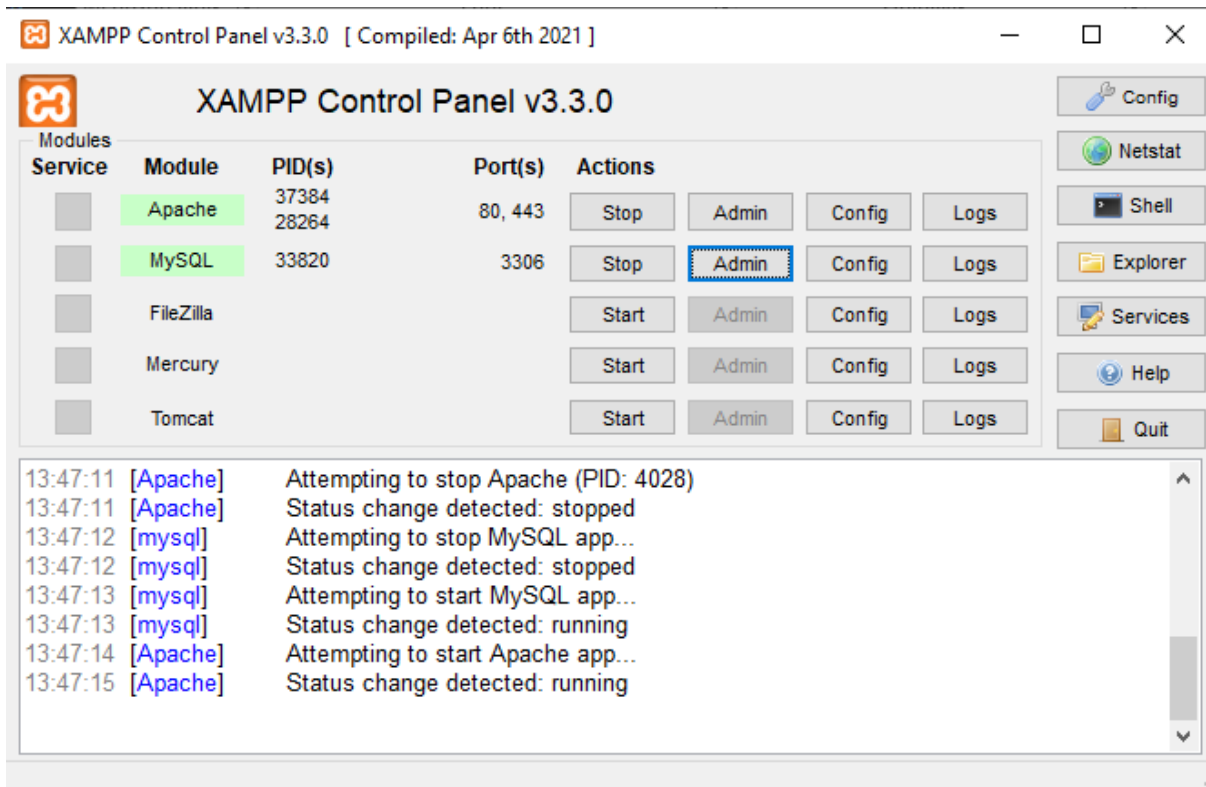 XAMPP Control Panel v3.3.0 [ Compiled: Apr 6th 2021 ]
XAMPP Control Panel v3.3.0
Config
Modules
Netstat
Service Module PID(s) Port(s) Actions
Apache 37384 28264 80, 443 Stop Admin Config Logs
Shell
MySQL 33820 3306 Stop Admin Config Logs
Explorer
FileZilla Start Admin Config Logs
Services
Mercury Start Admin Config Logs
Help
Tomcat Start Admin Config Logs
Quit
13:47:11 [Apache] Attempting to stop Apache (PID: 4028)
13:47:11 [Apache] Status change detected: stopped
13:47:12 [mysql] Attempting to stop MySQL app...
13:47:12 [mysql] Status change detected: stopped
13:47:13 [mysql] Attempting to start MySQL app...
13:47:13 [mysql] Status change detected: running
13:47:14 [Apache] Attempting to start Apache app...
13:47:15 [Apache] Status change detected: running